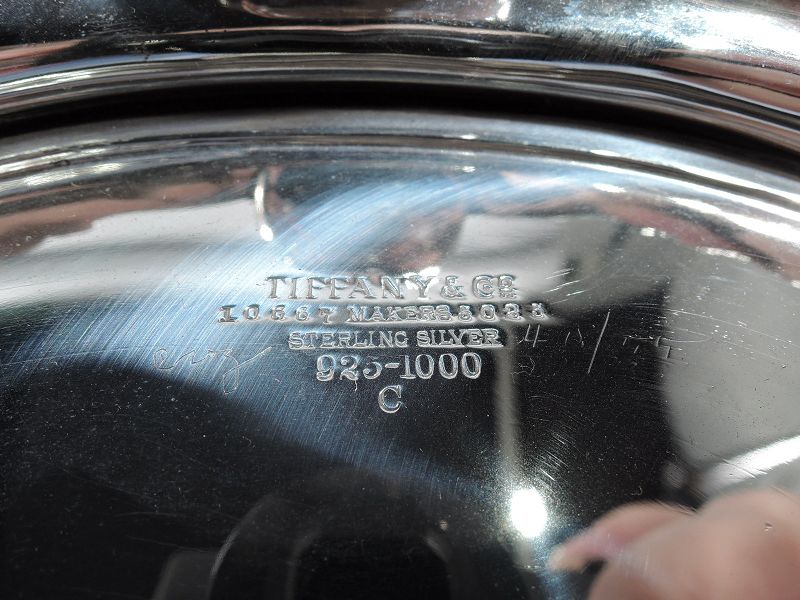 TIFFANY & Co
10667 MAKERS 8023
STERLING SILVER
925-1000
C